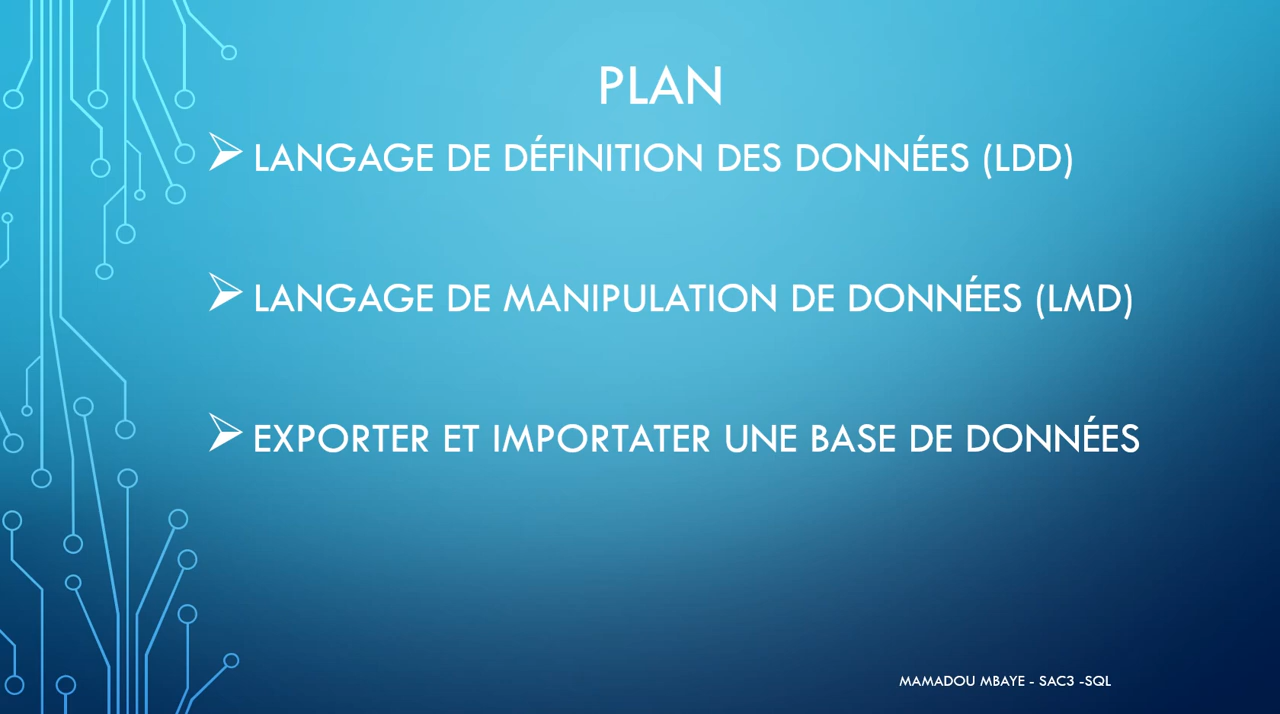 PLAN
LANGAGE DE DÉFINITION DES DONNÉES (LDD)
LANGAGE DE MANIPULATION DE DONNÉES (LMD)
EXPORTER ET IMPORTATER UNE BASE DE DONNÉES
MAMADOU MBAYE - SAC3 -SQL